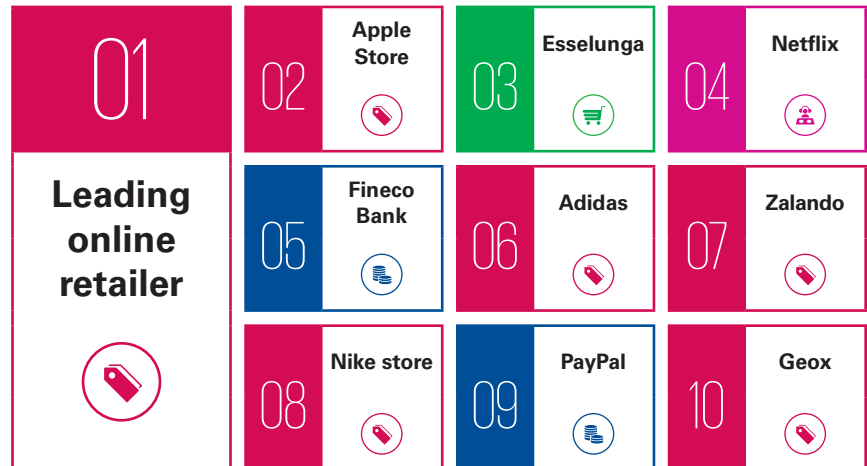 01
Leading
online
retailer
02
Apple
Store
03
Esselunga
04
Netflix
05
Fineco
Bank
06
Adidas
07
Zalando
08
Nike store
09
PayPal
10
Geox